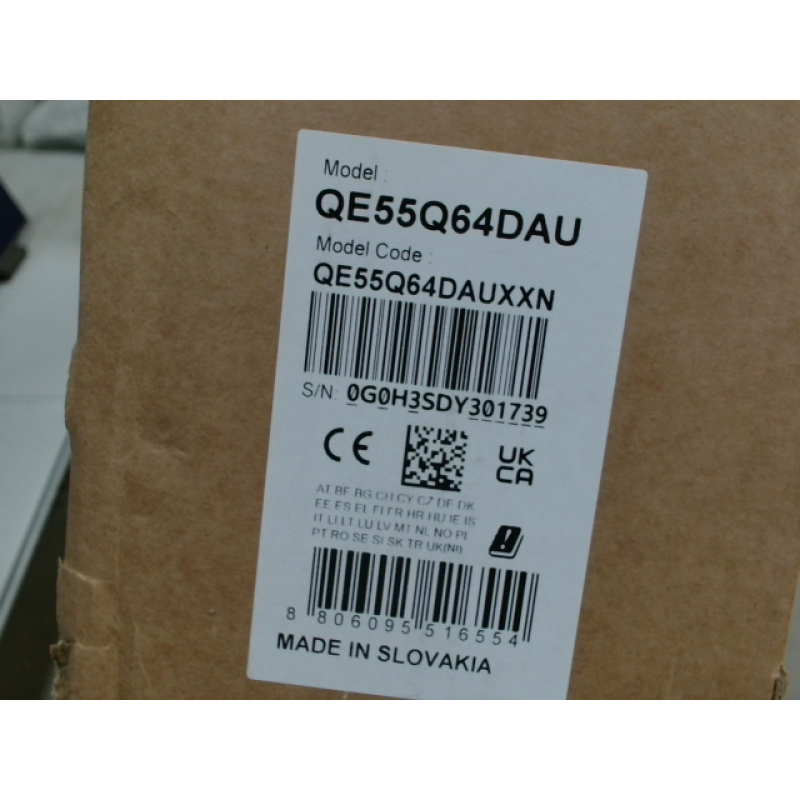 Model :
QE55Q64DAU
Model Code :
QE55Q64DAUXXN
S/N: 0G0H3SDY301739
CE
UK
CA
AT BE BG CH CY CZ DE DK
EE ES EL FI FR HR HU IE IS
IT LI LT LU LV MT NL NO PL
PT RO SE SI SK TR UK(NI)
8 806095 516554
MADE IN SLOVAKIA